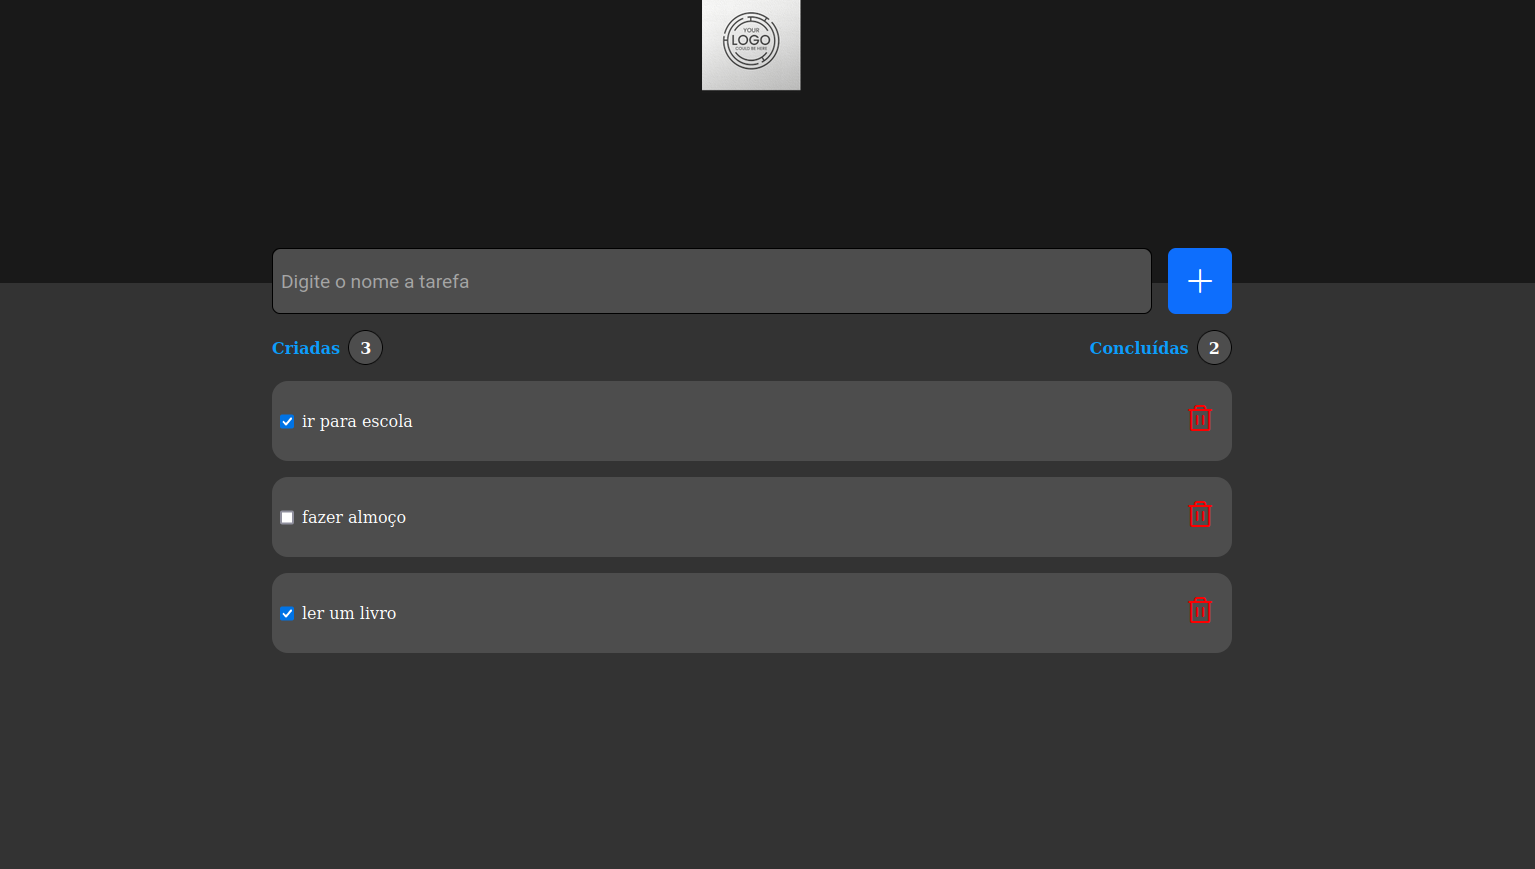 YOUR
LOGO
COULD BE HERE
Digite o nome a tarefa
Criadas 3
Concluídas 2
ir para escola
fazer almoço
ler um livro